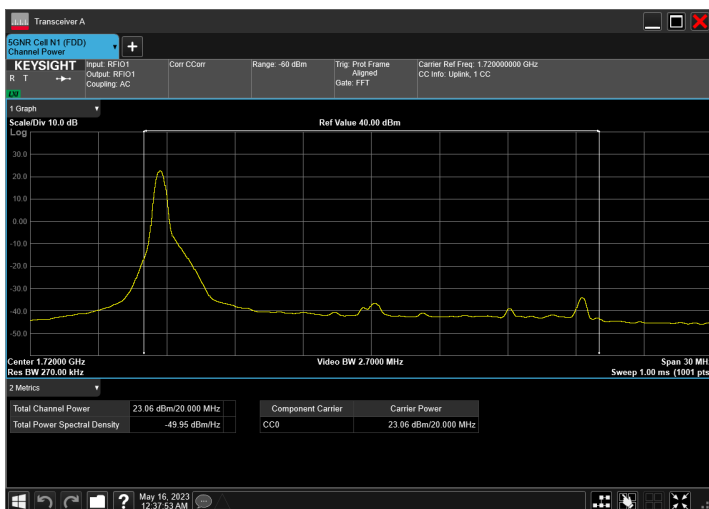 Transceiver A
5GNR Cell N1 (FDD)
Channel Power
KEYSIGHT
R T
LXI
Input: RFIO1
Output: RFIO1
Coupling: AC
Corr CCorr
Range: -60 dBm
Trig: Prot Frame
Aligned
Gate: FFT
Carrier Ref Freq: 1.720000000 GHz
CC Info: Uplink, 1 CC
1 Graph
Scale/Div 10.0 dB
Ref Value 40.00 dBm
Log
30.0
20.0
10.0
0.00
-10.0
-20.0
-30.0
-40.0
-50.0
Center 1.72000 GHz
Video BW 2.7000 MHz
Span 30 MHz
Res BW 270.00 kHz
Sweep 1.00 ms (1001 pts
2 Metrics
Total Channel Power 23.06 dBm/20.000 MHz
Total Power Spectral Density -49.95 dBm/Hz
Component Carrier Carrier Power
CC0 23.06 dBm/20.000 MHz
May 16, 2023
12:37:53 AM